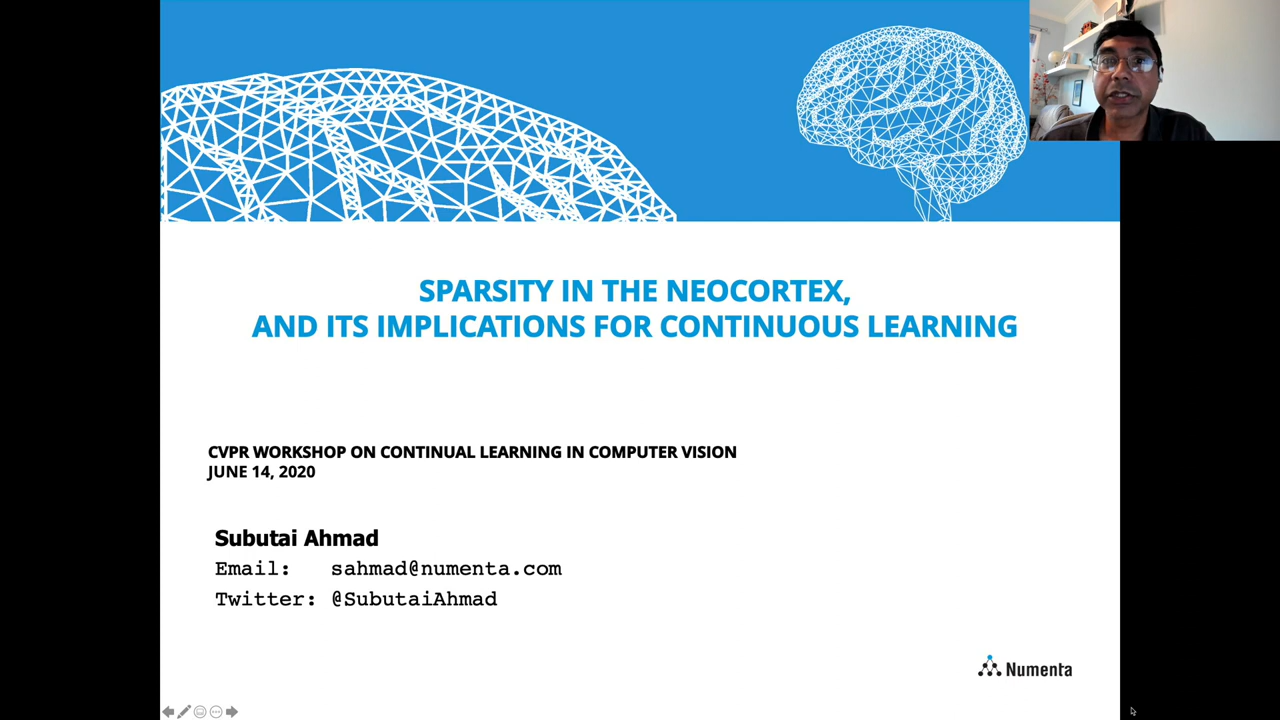 SPARSITY IN THE NEOCORTEX,
AND ITS IMPLICATIONS FOR CONTINUOUS LEARNING
CVPR WORKSHOP ON CONTINUAL LEARNING IN COMPUTER VISION
JUNE 14, 2020
Subutai Ahmad
Email: sahmad@numenta.com
Twitter: @SubutaiAhmad
Numenta